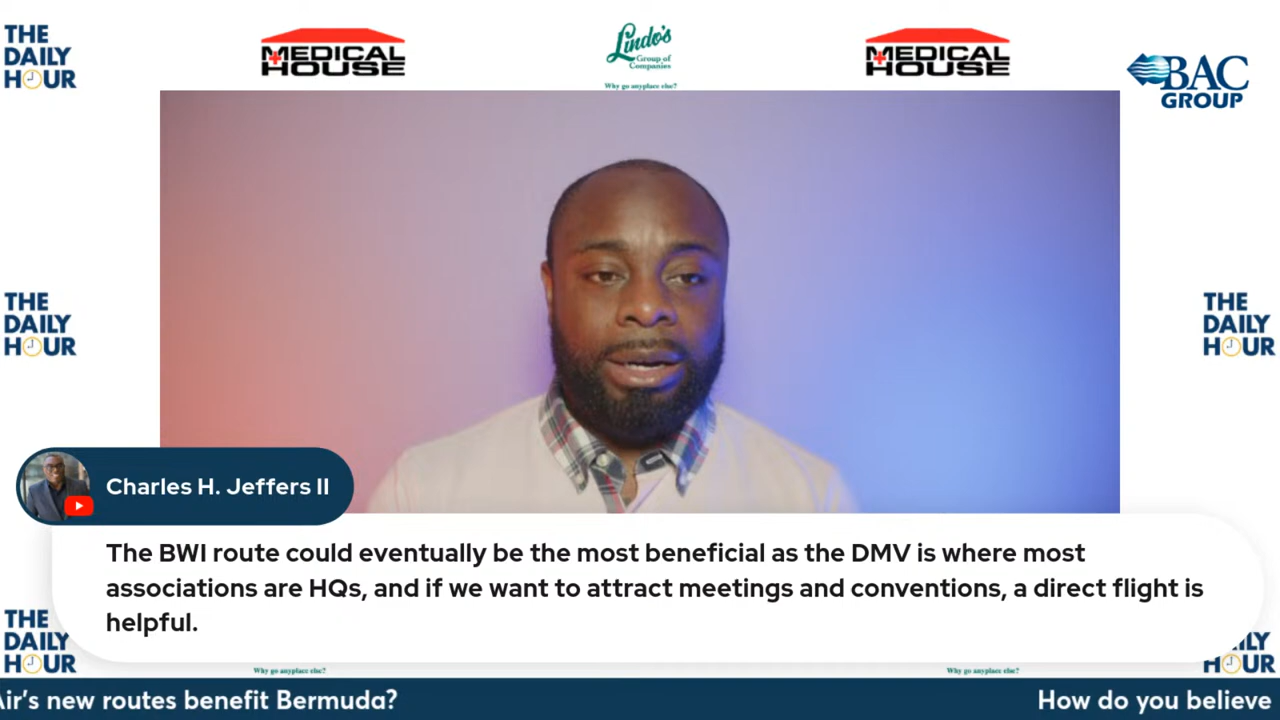 THE
DAILY
HOUR
MEDICAL
HOUSE
Lindo's
Group of
Companies
Why go anyplace else?
MEDICAL
HOUSE
BAC
GROUP
THE
DAILY
HOUR
THE
DAILY
HOUR
Charles H. Jeffers II
The BWI route could eventually be the most beneficial as the DMV is where most
associations are HQs, and if we want to attract meetings and conventions, a direct flight is
helpful.
THE
DAILY
HOUR
Why go anyplace else?
Why go anyplace else?
HOUR
Air's new routes benefit Bermuda?
How do you believe